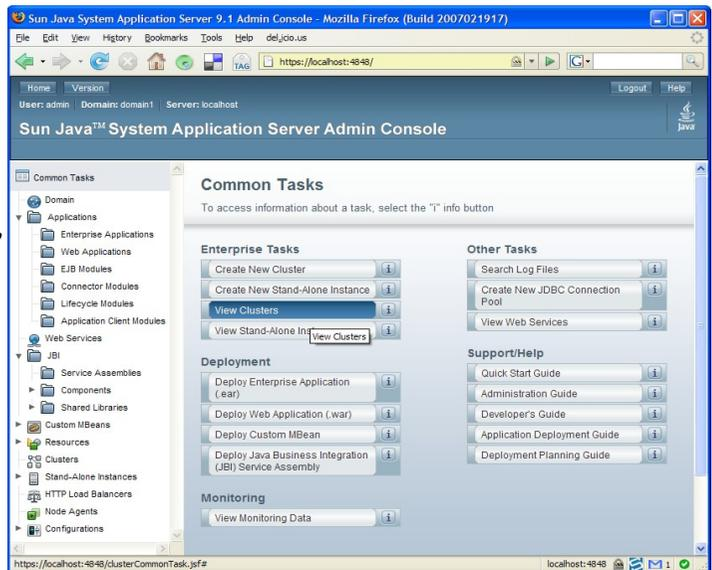 Sun Java System Application Server 9.1 Admin Console - Mozilla Firefox (Build 2007021917)
File Edit View History Bookmarks Tools Help del.icio.us
TAG https://localhost:4848/ G
Home Version Logout Help
User: admin Domain: domain1 Server: localhost
Sun Java™ System Application Server Admin Console
Java
Common Tasks
Domain
Applications
Enterprise Applications
Web Applications
EJB Modules
Connector Modules
Lifecycle Modules
Application Client Modules
Web Services
JBI
Service Assemblies
Components
Shared Libraries
Custom MBeans
Resources
Clusters
Stand-Alone Instances
HTTP Load Balancers
Node Agents
Configurations
Common Tasks
To access information about a task, select the "i" info button
Enterprise Tasks
Create New Cluster i
Create New Stand-Alone Instance i
View Clusters i
View Stand-Alone Ins i
View Clusters
Deployment
Deploy Enterprise Application
(.ear) i
Deploy Web Application (.war) i
Deploy Custom MBean i
Deploy Java Business Integration
(JBI) Service Assembly i
Monitoring
View Monitoring Data i
Other Tasks
Search Log Files i
Create New JDBC Connection
Pool i
View Web Services i
Support/Help
Quick Start Guide i
Administration Guide i
Developer's Guide i
Application Deployment Guide i
Deployment Planning Guide i
https://localhost:4848/clusterCommonTask.jsf# localhost:4848 1